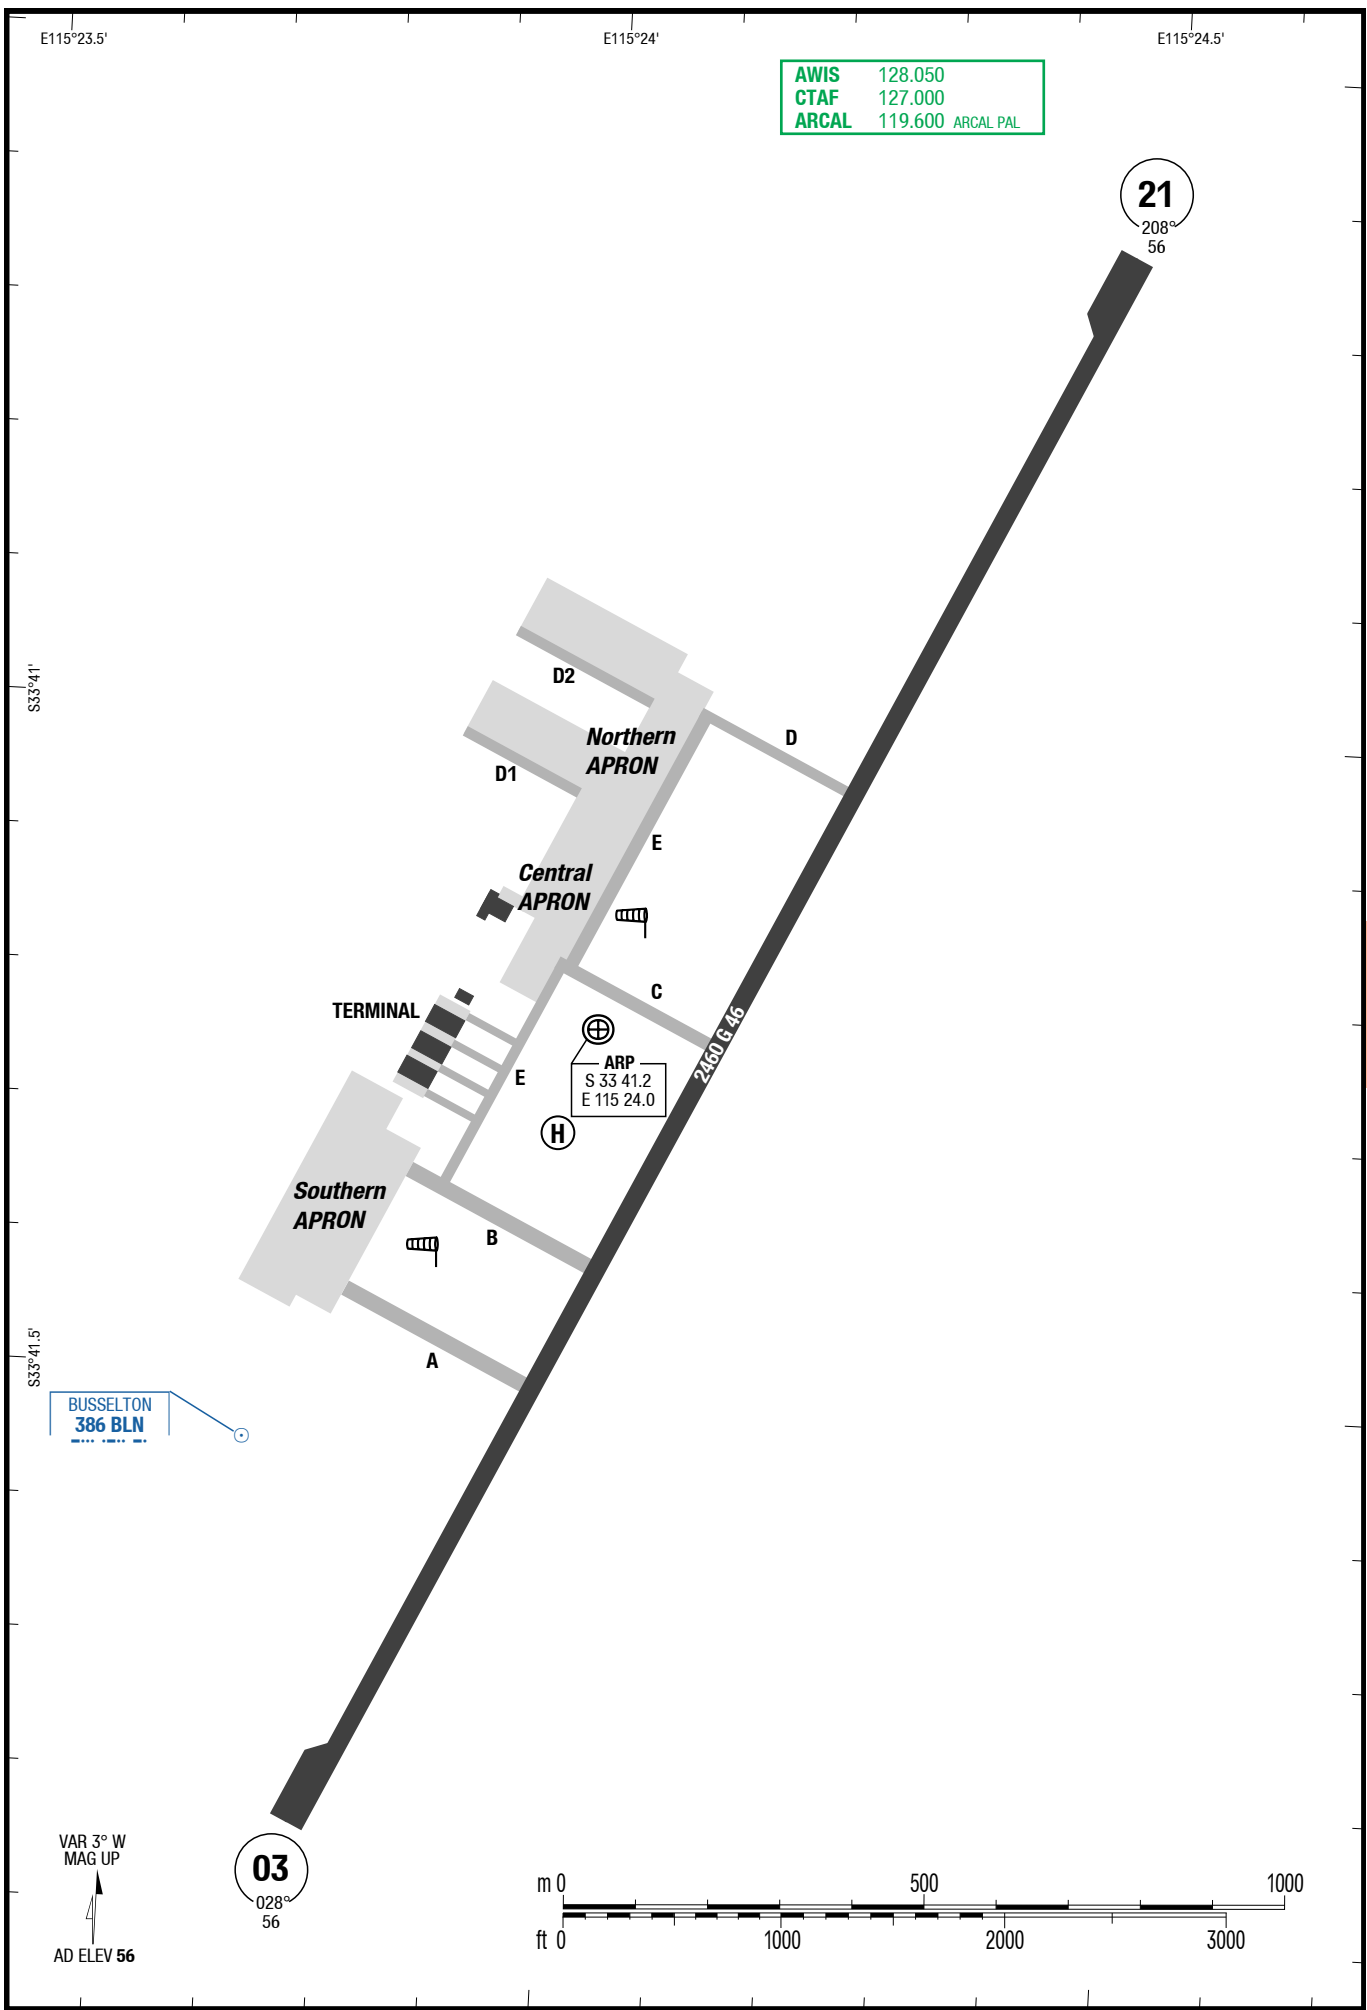 E115°23.5'
E115°24'
E115°24.5'
AWIS 128.050
CTAF 127.000
ARCAL 119.600 ARCAL PAL
21
208°
56
S33°41'
D2
Northern
APRON
D
D1
E
Central
APRON
C
TERMINAL
2460 G 46
ARP
S 33 41.2
E 115 24.0
E
H
Southern
APRON
B
S33°41.5'
A
BUSSELTON
386 BLN
VAR 3° W
MAG UP
AD ELEV 56
03
028°
56
m 0 500 1000
ft 0 1000 2000 3000